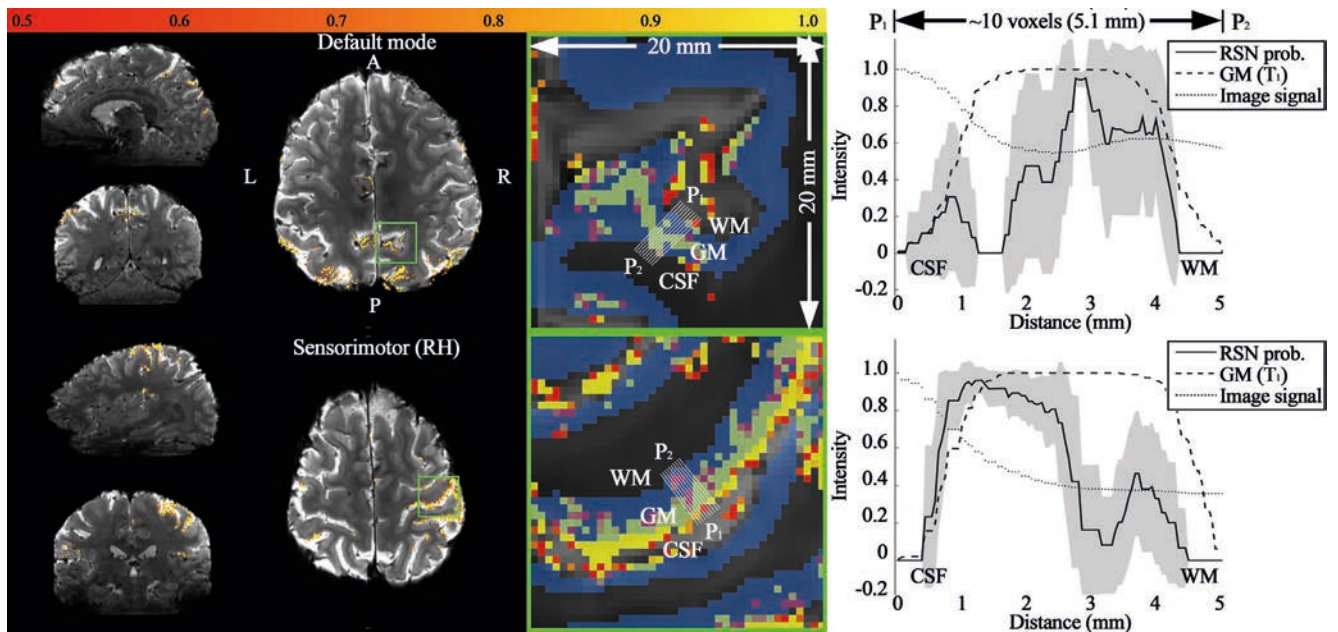 0.5 0.6 0.7 0.8 0.9 1.0
Default mode
A
L
R
P
Sensorimotor (RH)
20 mm
20 mm
P1
WM
GM
P2
CSF
P2
WM
GM
P1
GSF
P1 ~10 voxels (5.1 mm) P2
RSN prob.
GM (T1)
Image signal
Intensity
1.0
0.8
0.6
0.4
0.2
0
-0.2
CSF
WM
0 1 2 3 4 5
Distance (mm)
RSN prob.
GM (T1)
Image signal
Intensity
1.0
0.8
0.6
0.4
0.2
0
-0.2
CSF
WM
0 1 2 3 4 5
Distance (mm)